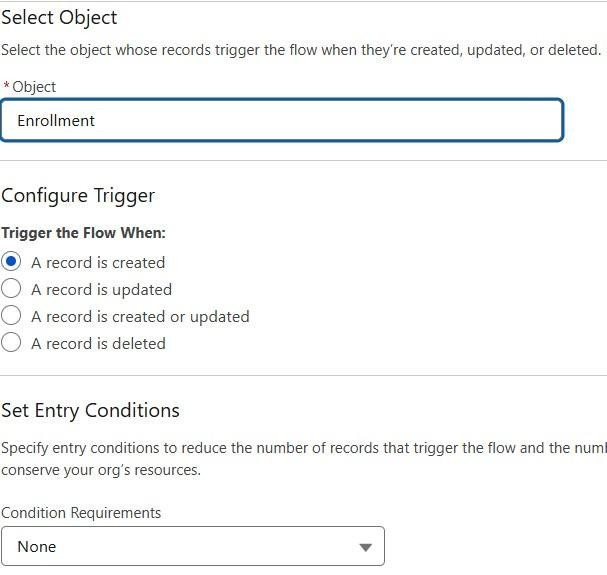 Select Object
Select the object whose records trigger the flow when they’re created, updated, or deleted.
* Object
Enrollment
Configure Trigger
Trigger the Flow When:
A record is created
A record is updated
A record is created or updated
A record is deleted
Set Entry Conditions
Specify entry conditions to reduce the number of records that trigger the flow and the
conserve your org’s resources.
Condition Requirements
None